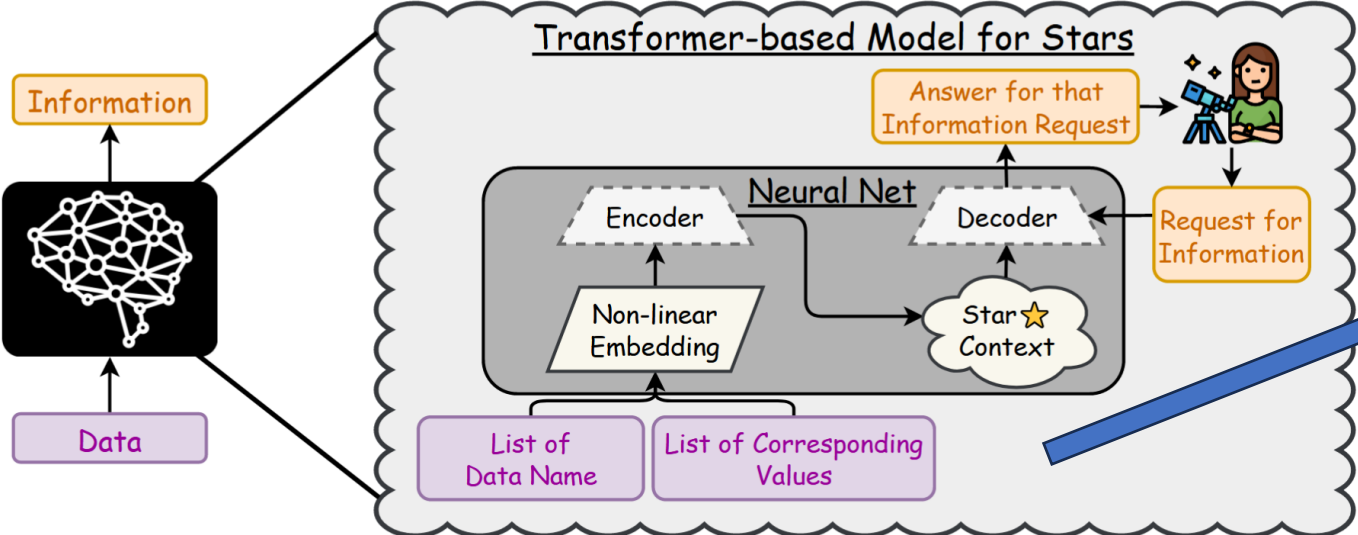 Transformer-based Model for Stars
Information
Answer for that
Information Request
Neural Net
Encoder
Decoder
Request for
Information
Non-linear
Embedding
Star
Context
Data
List of
Data Name
List of Corresponding
Values